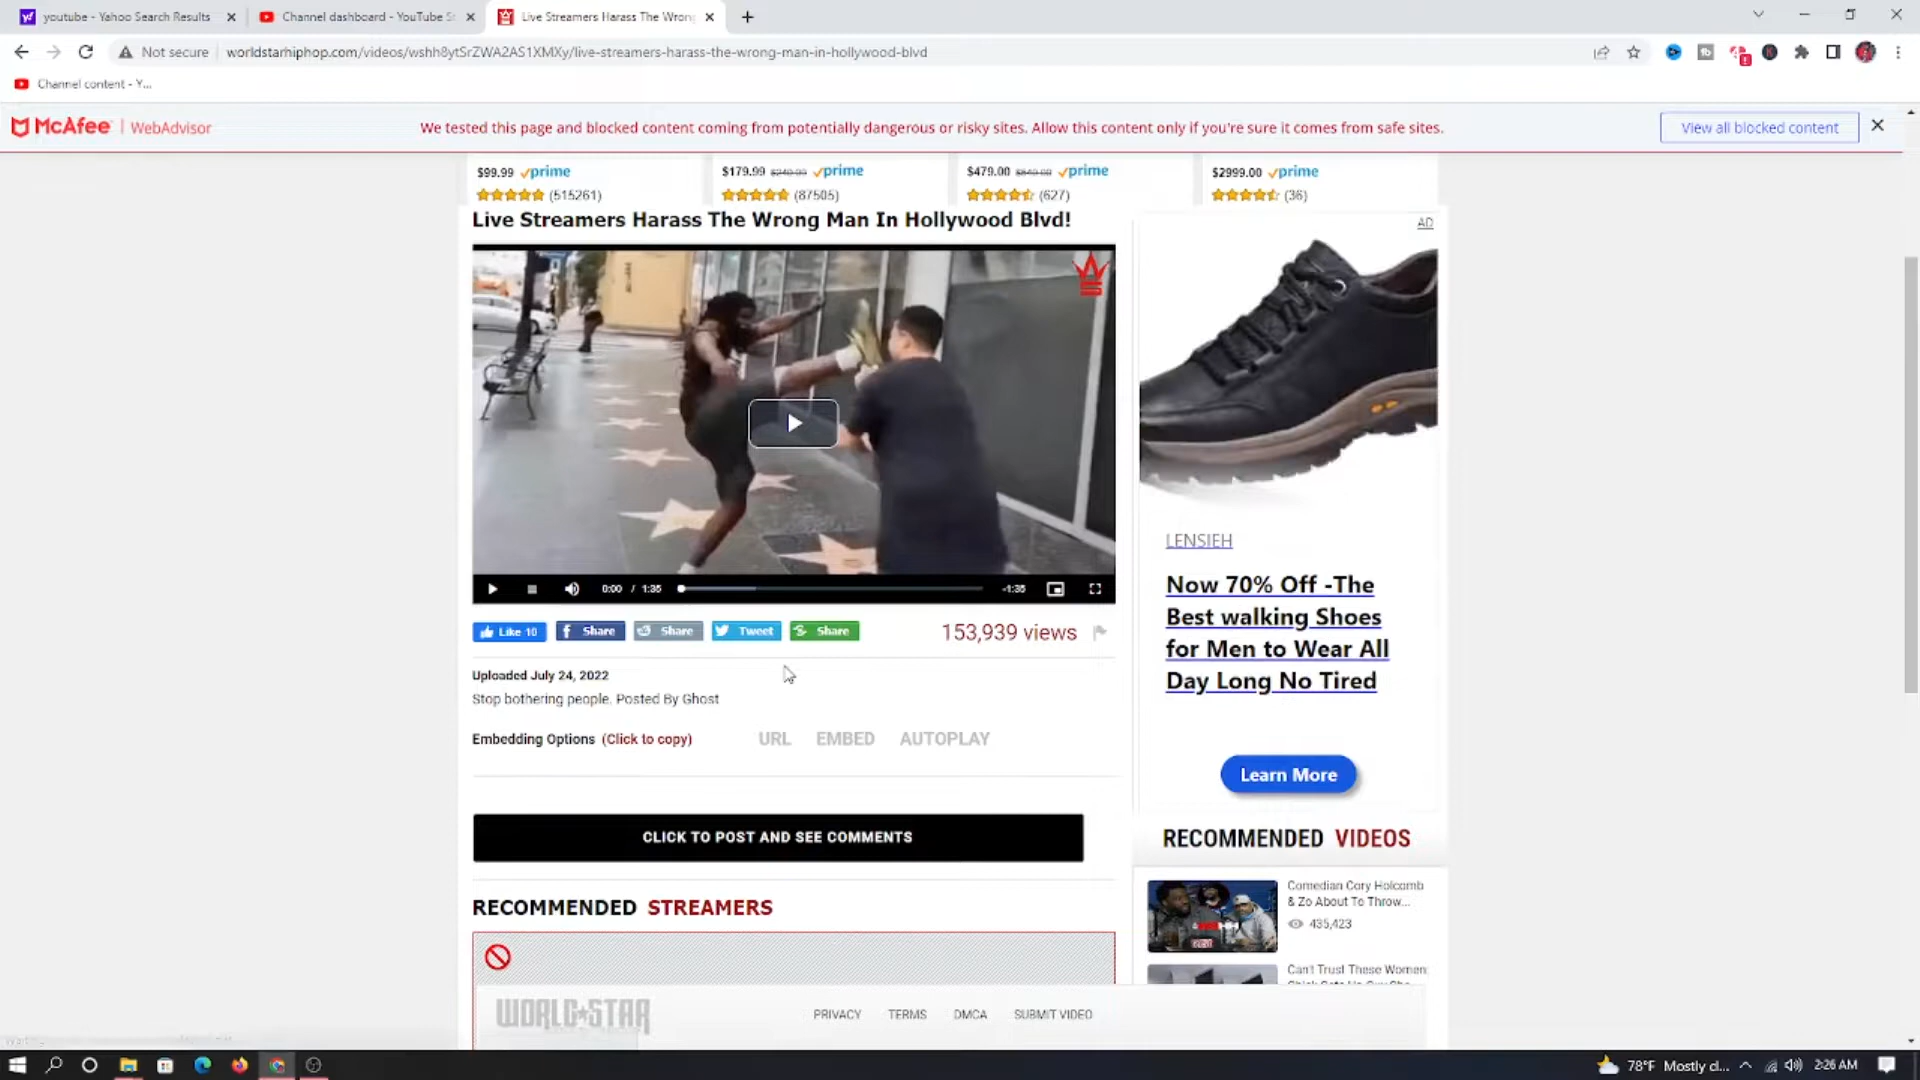 youtube - Yahoo Search Results
Channel dashboard - YouTube S
Live Streamers Harass The Wrong
Not secure
worldstarhiphop.com/videos/wshh8ytSrZWA2AS1XMXy/live-streamers-harass-the-wrong-man-in-hollywood-blvd
Channel content - Y...
McAfee | WebAdvisor
We tested this page and blocked content coming from potentially dangerous or risky sites. Allow this content only if you're sure it comes from safe sites.
View all blocked content
$99.99 prime
(515261)
$179.99 $249.00 prime
(87505)
$479.00 prime
(627)
$2999.00 prime
(36)
Live Streamers Harass The Wrong Man In Hollywood Blvd!
0:00 / 1:35
-1:35
Like 10
Share
Share
Tweet
Share
153,939 views
Uploaded July 24, 2022
Stop bothering people. Posted By Ghost
Embedding Options (Click to copy)
URL
EMBED
AUTOPLAY
CLICK TO POST AND SEE COMMENTS
RECOMMENDED STREAMERS
WORLD★STAR
PRIVACY
TERMS
DMCA
SUBMIT VIDEO
AD
LENSIEH
Now 70% Off -The
Best walking Shoes
for Men to Wear All
Day Long No Tired
Learn More
RECOMMENDED VIDEOS
Comedian Cory Holcomb
& Zo About To Throw...
435,423
Can't Trust These Women:
78°F Mostly cl...
2:26 AM